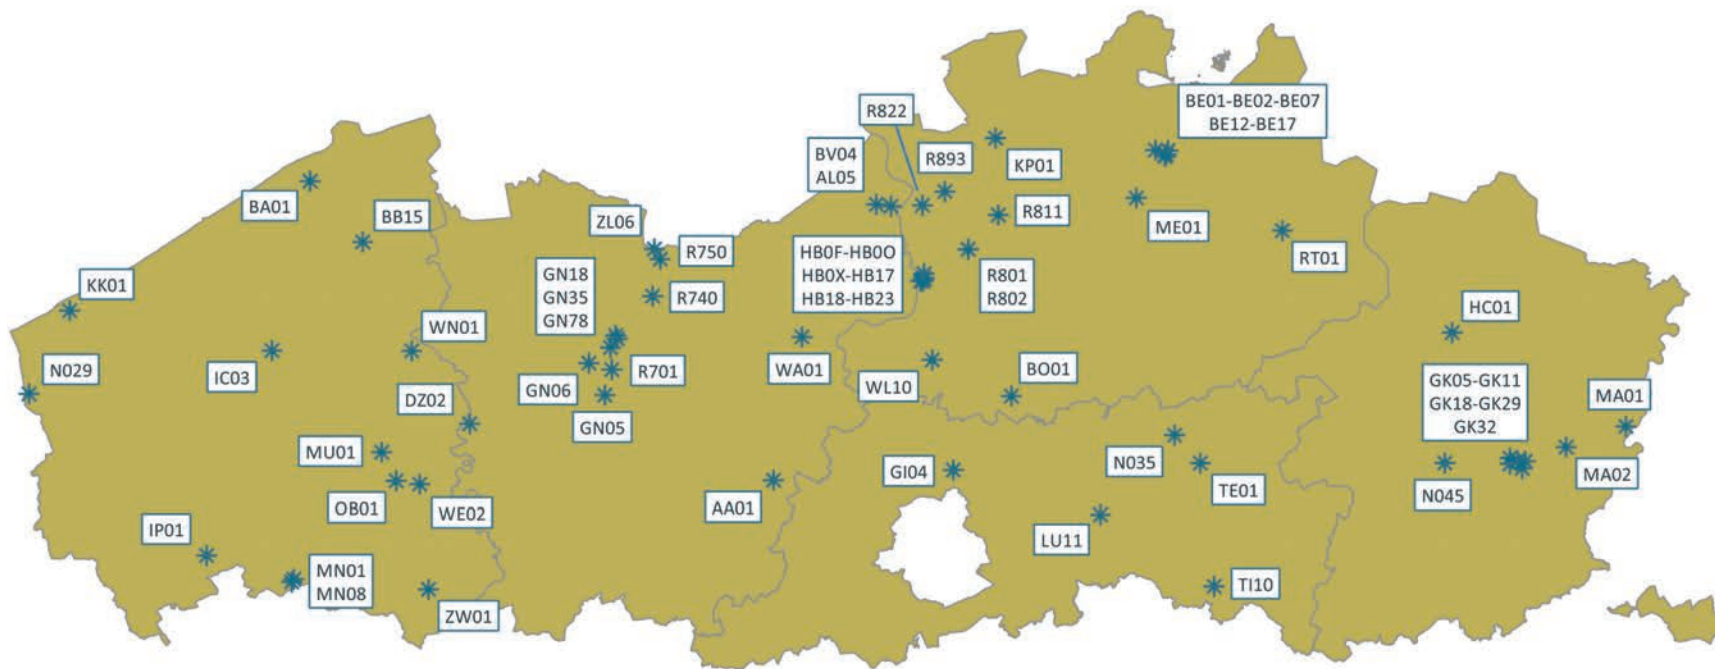 BE01-BE02-BE07
BE12-BE17
R822
BV04
AL05
R893
KP01
BA01
BB15
ZL06
R750
R811
ME01
RT01
KK01
GN18
GN35
GN78
R740
HB0F-HB0O
HB0X-HB17
HB18-HB23
R801
R802
HC01
WN01
N029
IC03
GN06
R701
WA01
WL10
BO01
DZ02
GN05
GK05-GK11
GK18-GK29
GK32
MA01
MU01
N035
GI04
TE01
MA02
OB01
WE02
AA01
N045
IP01
LU11
MN01
MN08
ZW01
TI10